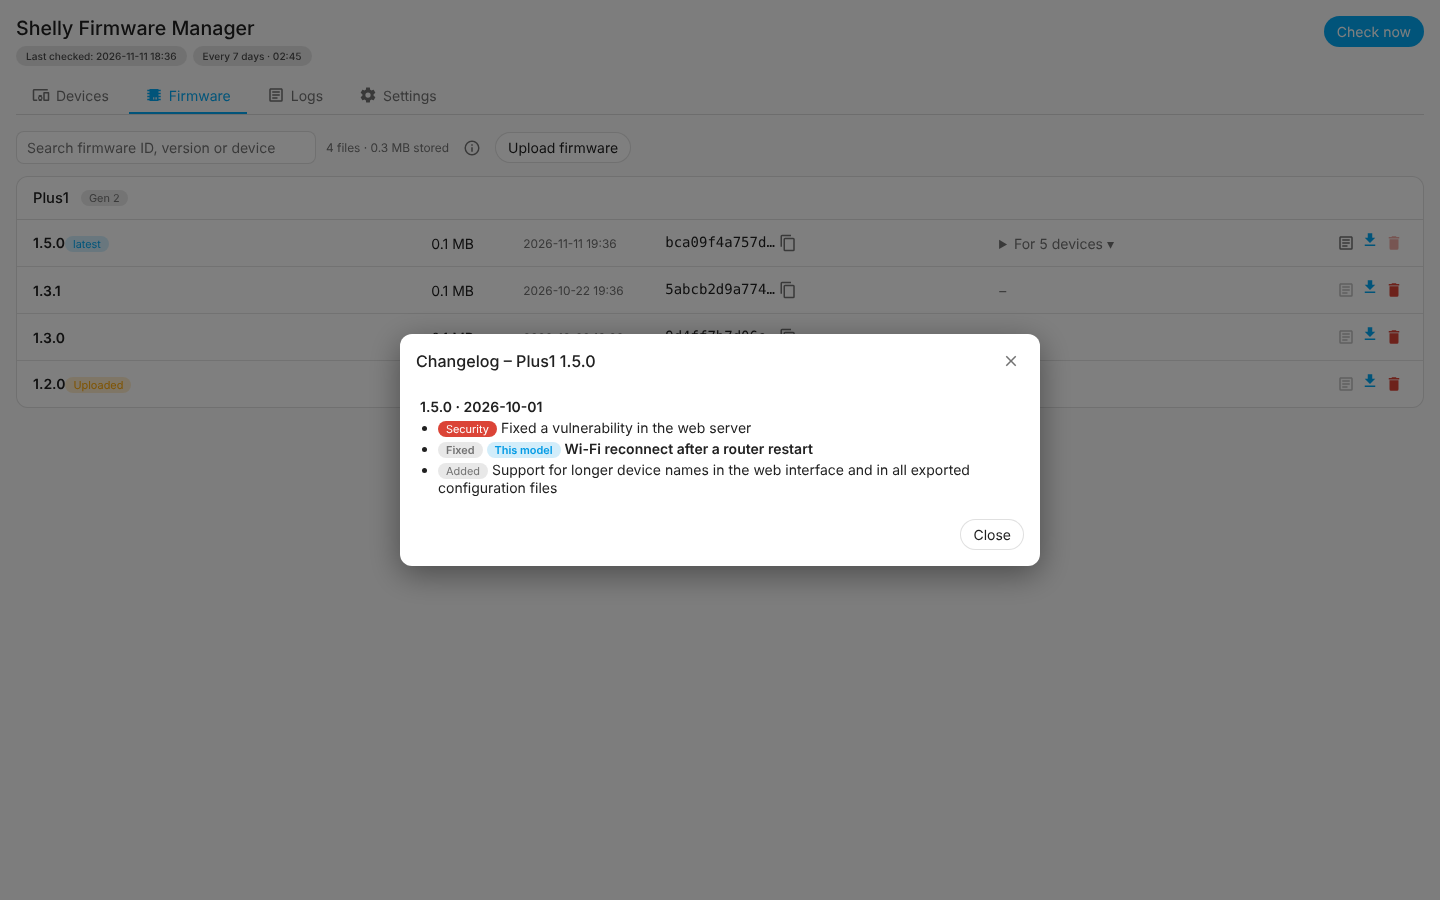 Shelly Firmware Manager
Check now
Last checked: 2026-11-11 18:36
Every 7 days · 02:45
Devices
Firmware
Logs
Settings
Search firmware ID, version or device
4 files · 0.3 MB stored
Upload firmware
Plus1 Gen 2
1.5.0 latest 0.1 MB 2026-11-11 19:36 bca09f4a757d… ▶ For 5 devices ▾
1.3.1 0.1 MB 2026-10-22 19:36 5abcb2d9a774… –
1.3.0
1.2.0 Uploaded
Changelog – Plus1 1.5.0
1.5.0 · 2026-10-01
• Security Fixed a vulnerability in the web server
• Fixed This model Wi-Fi reconnect after a router restart
• Added Support for longer device names in the web interface and in all exported
configuration files
Close